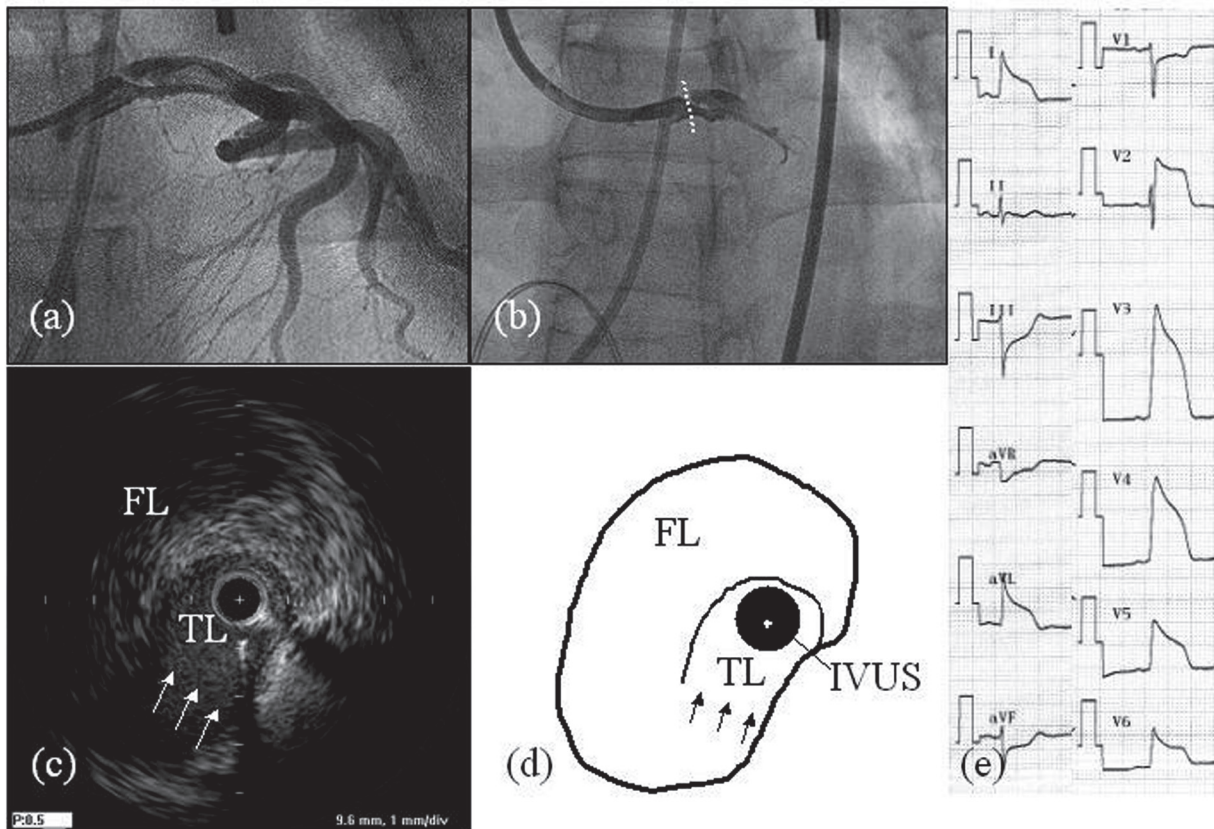 (a)
(b)
FL
TL
(c)
P:0.5
9.6 mm, 1 mm/div
FL
TL
IVUS
(d)
I
II
III
aVR
aVL
aVF
V1
V2
V3
V4
V5
V6
(e)